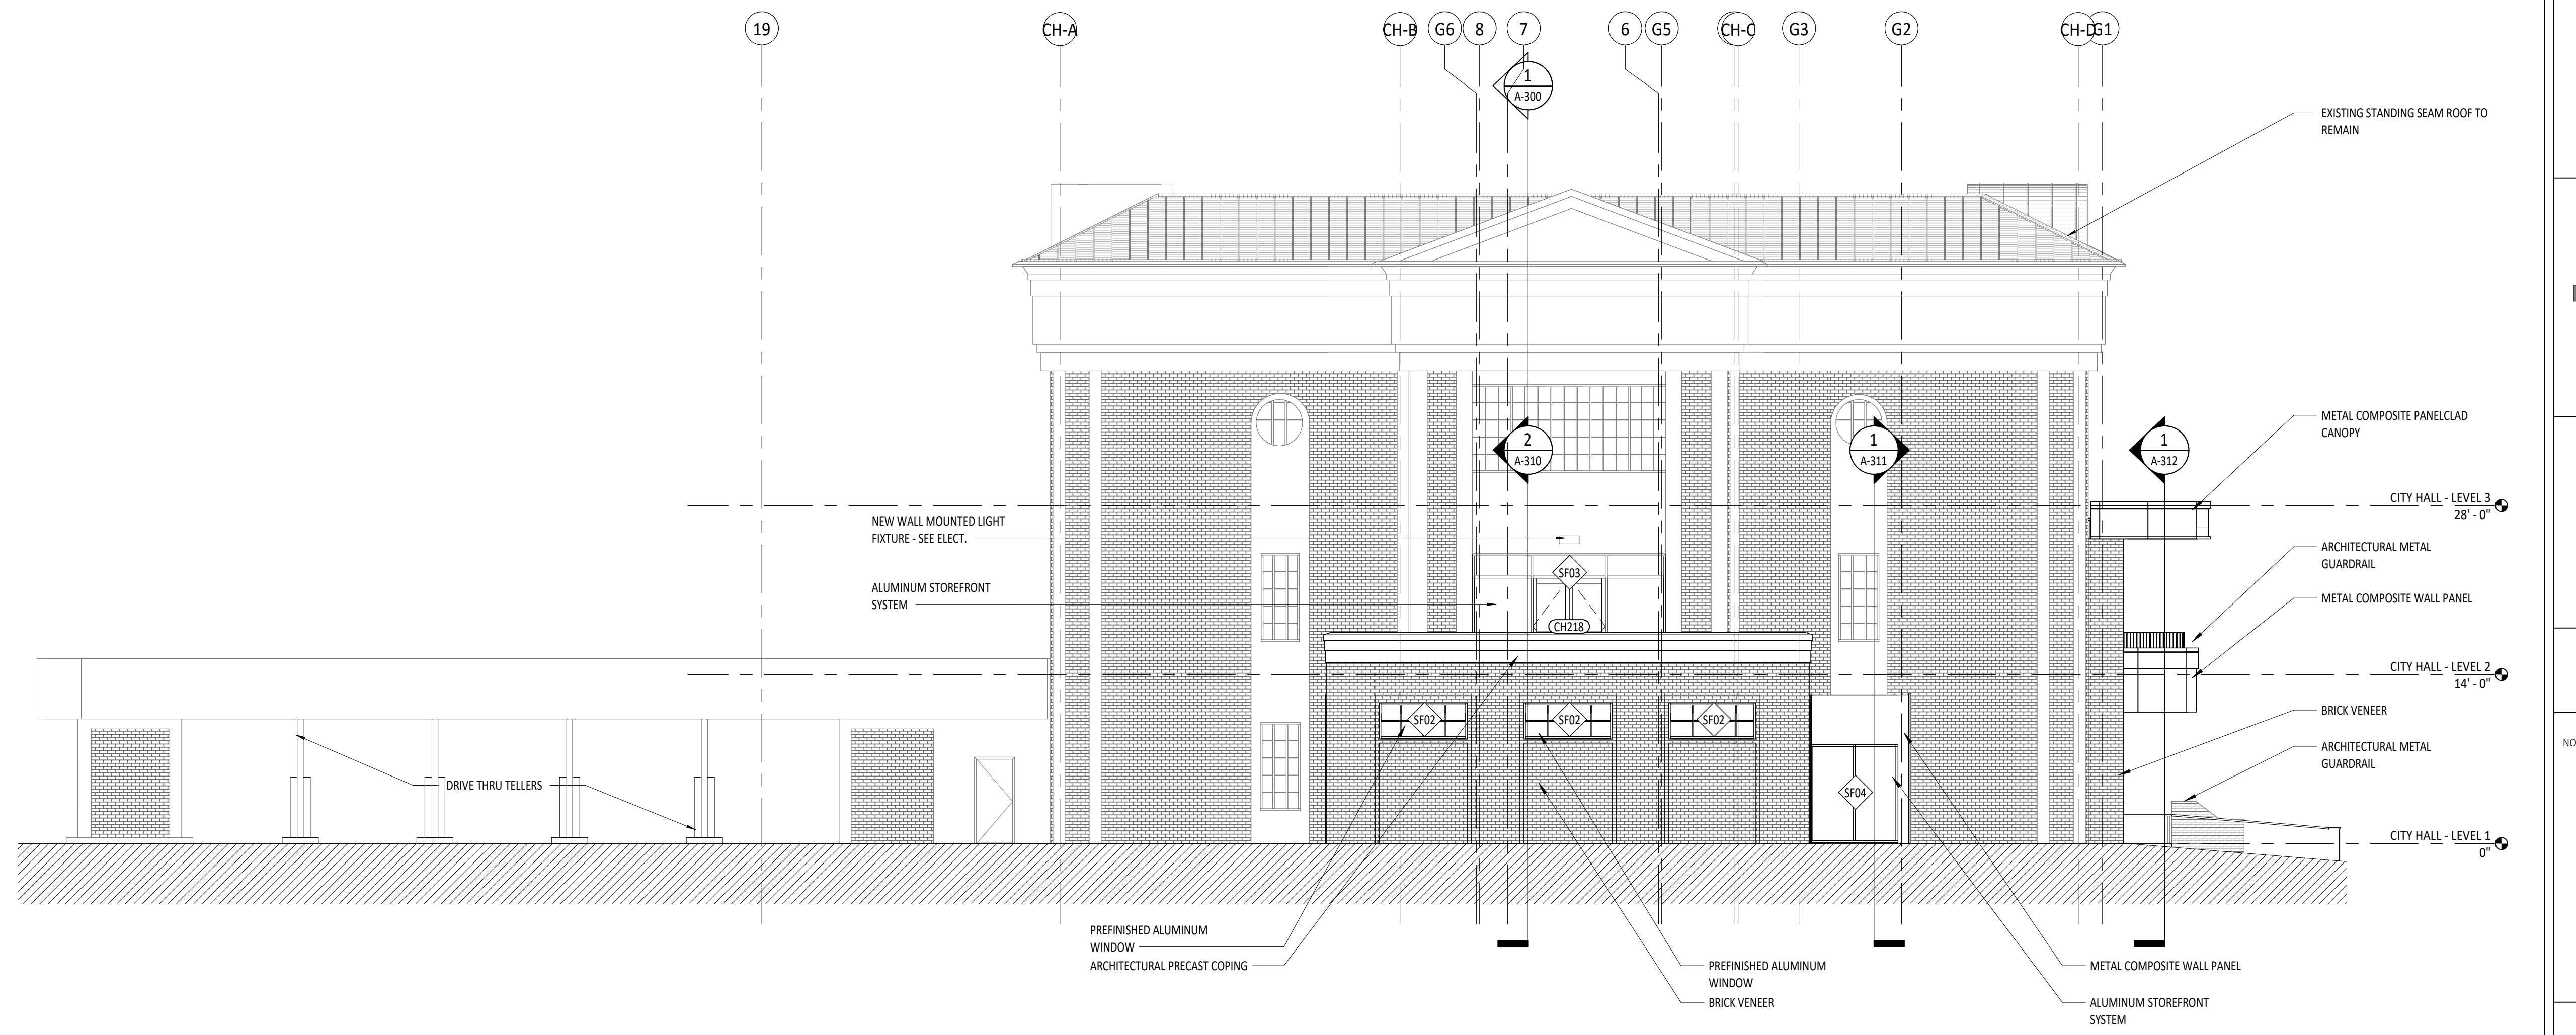 19
CH-A
CH-B
G6
8
7
6
G5
CH-C
G3
G2
CH-D
G1
1
A-300
EXISTING STANDING SEAM ROOF TO
REMAIN
METAL COMPOSITE PANELCLAD
CANOPY
2
A-310
1
A-311
1
A-312
CITY HALL - LEVEL 3
28' - 0"
NEW WALL MOUNTED LIGHT
FIXTURE - SEE ELECT.
ARCHITECTURAL METAL
GUARDRAIL
ALUMINUM STOREFRONT
SYSTEM
SF03
CH218
METAL COMPOSITE WALL PANEL
CITY HALL - LEVEL 2
14' - 0"
SF02
SF02
SF02
BRICK VENEER
ARCHITECTURAL METAL
GUARDRAIL
NO
DRIVE THRU TELLERS
SF04
CITY HALL - LEVEL 1
0"
PREFINISHED ALUMINUM
WINDOW
ARCHITECTURAL PRECAST COPING
PREFINISHED ALUMINUM
WINDOW
BRICK VENEER
METAL COMPOSITE WALL PANEL
ALUMINUM STOREFRONT
SYSTEM